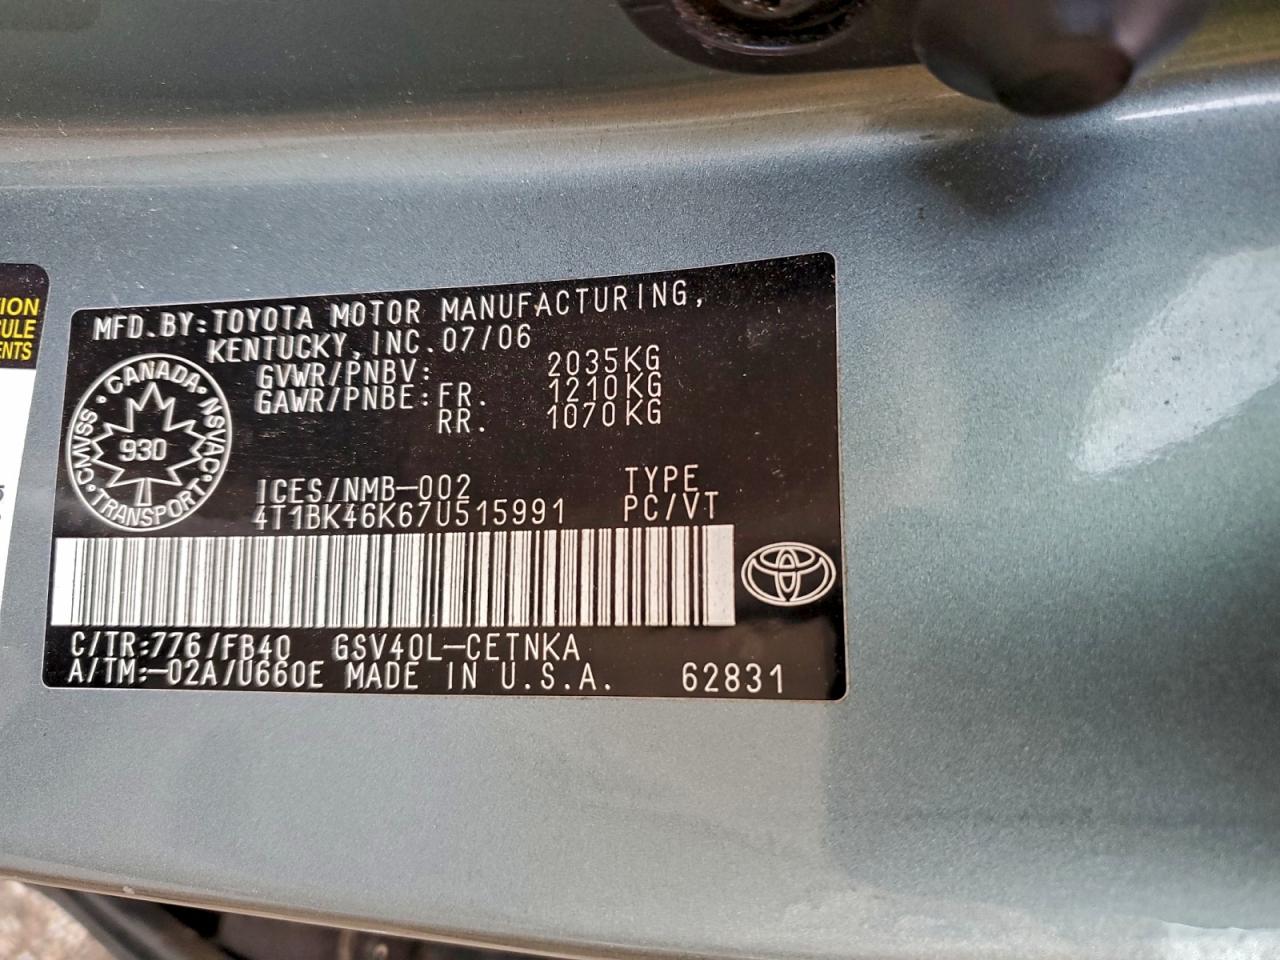 MFD.BY:TOYOTA MOTOR MANUFACTURING,
KENTUCKY, INC. 07/06
GVWR/PNBV: 2035KG
GAWR/PNBE:FR. 1210KG
RR. 1070KG
CANADA NSVAC TRANSPORT CMVSS
930
ICES/NMB-002 TYPE
4T1BK46K67U515991 PC/VT
C/TR:776/FB40 GSV40L-CETNKA
A/TM:-02A/U660E MADE IN U.S.A. 62831